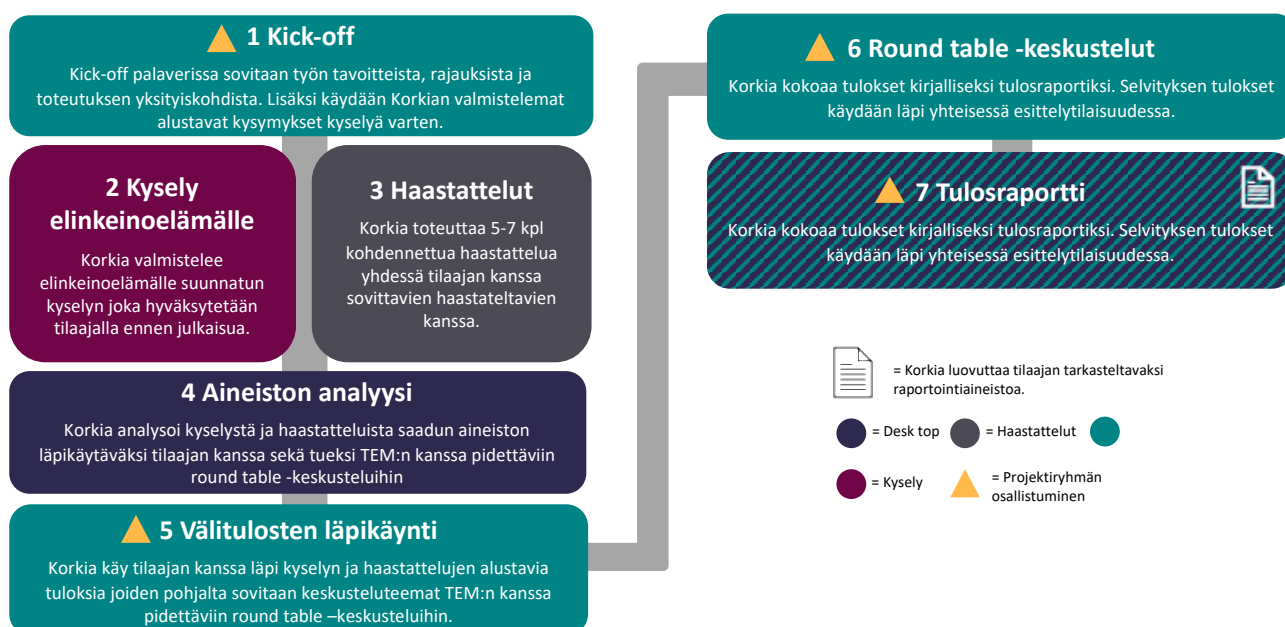 1 Kick-off
Kick-off palaverissa sovitaan työn tavoitteista, rajauksista ja
toteutuksen yksityiskohdista. Lisäksi käydään Korkian valmistelemat
alustavat kysymykset kyselyä varten.
2 Kysely
elinkeinoelämälle
Korkia valmistelee
elinkeinoelämälle suunnatun
kyselyn joka hyväksytetään
tilaajalla ennen julkaisua.
3 Haastattelut
Korkia toteuttaa 5-7 kpl
kohdennettua haastattelua
yhdessä tilaajan kanssa
sovittavien haastateltavien
kanssa.
4 Aineiston analyysi
Korkia analysoi kyselystä ja haastatteluista saadun aineiston
läpikäytäväksi tilaajan kanssa sekä tueksi TEM:n kanssa pidettäviin
round table -keskusteluihin
5 Välitulosten läpikäynti
Korkia käy tilaajan kanssa läpi kyselyn ja haastattelujen alustavia
tuloksia joiden pohjalta sovitaan keskusteluteemat TEM:n kanssa
pidettäviin round table –keskusteluihin.
6 Round table -keskustelut
Korkia kokoaa tulokset kirjalliseksi tulosraportiksi. Selvityksen tulokset
käydään läpi yhteisessä esittelytilaisuudessa.
7 Tulosraportti
Korkia kokoaa tulokset kirjalliseksi tulosraportiksi. Selvityksen tulokset
käydään läpi yhteisessä esittelytilaisuudessa.
= Korkia luovuttaa tilaajan tarkasteltavaksi
raportointiaineistoa.
= Desk top
= Haastattelut
= Kysely
= Projektiryhmän
osallistuminen